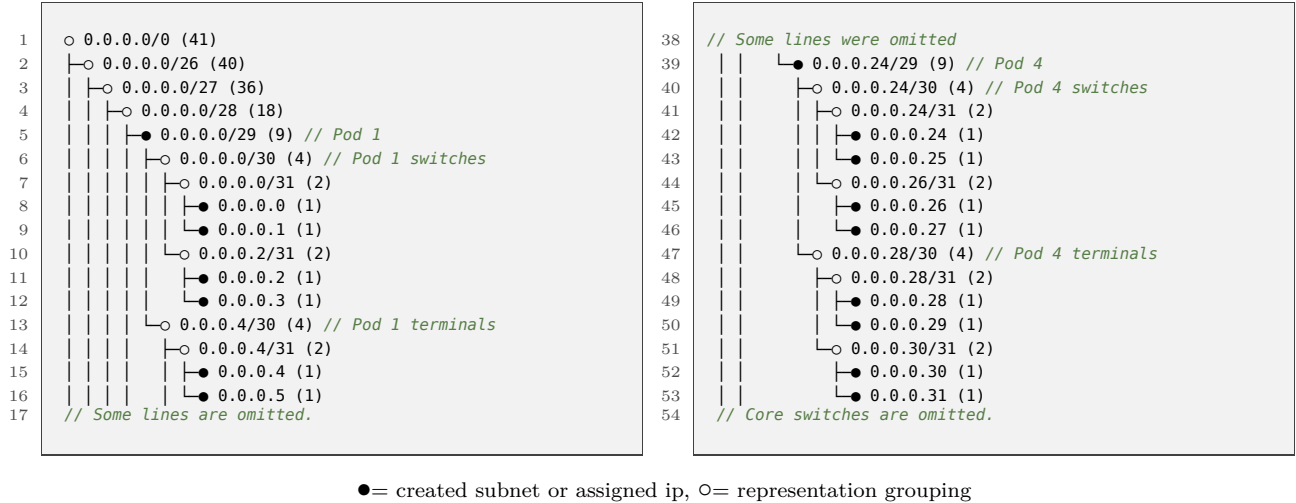 1 ○ 0.0.0.0/0 (41)
2 ├─○ 0.0.0.0/26 (40)
3 │ ├─○ 0.0.0.0/27 (36)
4 │ │ ├─○ 0.0.0.0/28 (18)
5 │ │ │ ├─● 0.0.0.0/29 (9) // Pod 1
6 │ │ │ │ ├─○ 0.0.0.0/30 (4) // Pod 1 switches
7 │ │ │ │ │ ├─○ 0.0.0.0/31 (2)
8 │ │ │ │ │ │ ├─● 0.0.0.0 (1)
9 │ │ │ │ │ │ └─● 0.0.0.1 (1)
10 │ │ │ │ │ └─○ 0.0.0.2/31 (2)
11 │ │ │ │ │ ├─● 0.0.0.2 (1)
12 │ │ │ │ │ └─● 0.0.0.3 (1)
13 │ │ │ │ └─○ 0.0.0.4/30 (4) // Pod 1 terminals
14 │ │ │ │ ├─○ 0.0.0.4/31 (2)
15 │ │ │ │ │ ├─● 0.0.0.4 (1)
16 │ │ │ │ │ └─● 0.0.0.5 (1)
17 // Some lines are omitted.
38 // Some lines were omitted
39 │ │ └─● 0.0.0.24/29 (9) // Pod 4
40 │ │ ├─○ 0.0.0.24/30 (4) // Pod 4 switches
41 │ │ │ ├─○ 0.0.0.24/31 (2)
42 │ │ │ │ ├─● 0.0.0.24 (1)
43 │ │ │ │ └─● 0.0.0.25 (1)
44 │ │ │ └─○ 0.0.0.26/31 (2)
45 │ │ │ ├─● 0.0.0.26 (1)
46 │ │ │ └─● 0.0.0.27 (1)
47 │ │ └─○ 0.0.0.28/30 (4) // Pod 4 terminals
48 │ │ ├─○ 0.0.0.28/31 (2)
49 │ │ │ ├─● 0.0.0.28 (1)
50 │ │ │ └─● 0.0.0.29 (1)
51 │ │ └─○ 0.0.0.30/31 (2)
52 │ │ ├─● 0.0.0.30 (1)
53 │ │ └─● 0.0.0.31 (1)
54 // Core switches are omitted.
●= created subnet or assigned ip, ○= representation grouping